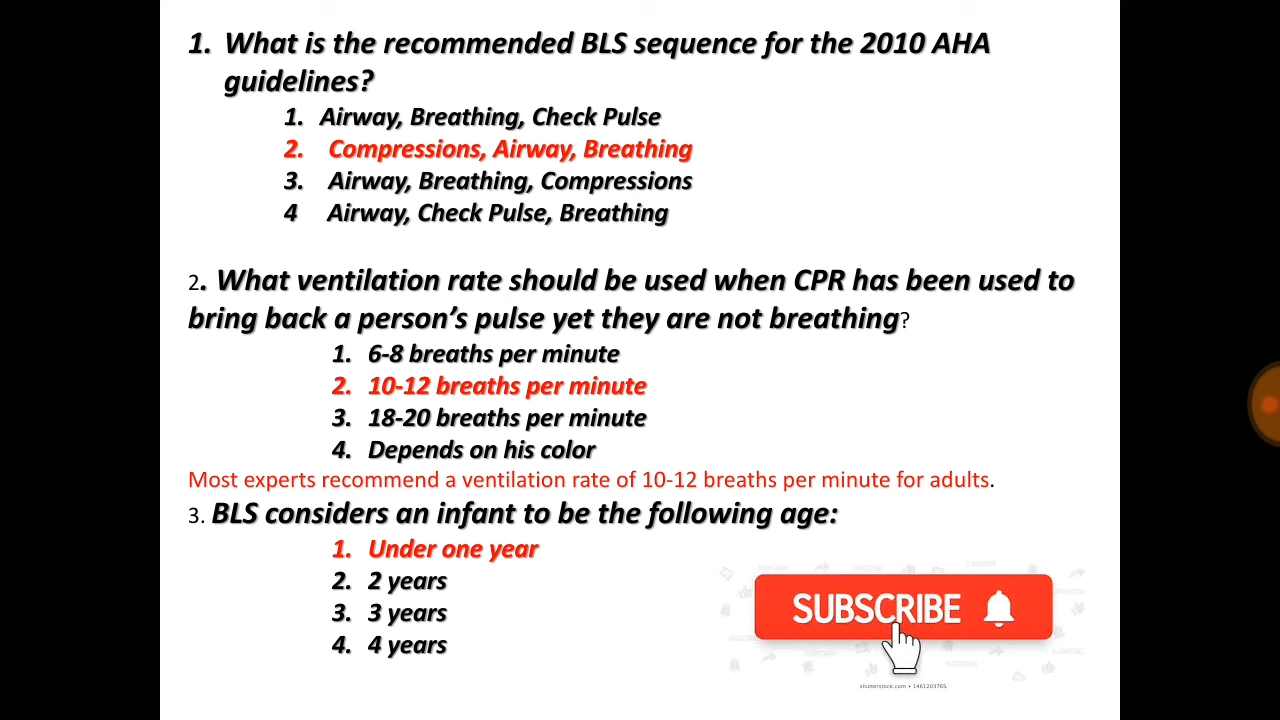 1. What is the recommended BLS sequence for the 2010 AHA
guidelines?
1. Airway, Breathing, Check Pulse
2. Compressions, Airway, Breathing
3. Airway, Breathing, Compressions
4 Airway, Check Pulse, Breathing
2. What ventilation rate should be used when CPR has been used to
bring back a person’s pulse yet they are not breathing?
1. 6-8 breaths per minute
2. 10-12 breaths per minute
3. 18-20 breaths per minute
4. Depends on his color
Most experts recommend a ventilation rate of 10-12 breaths per minute for adults.
3. BLS considers an infant to be the following age:
1. Under one year
2. 2 years
3. 3 years
4. 4 years
SUBSCRIBE
shutterstock.com • 1461203765